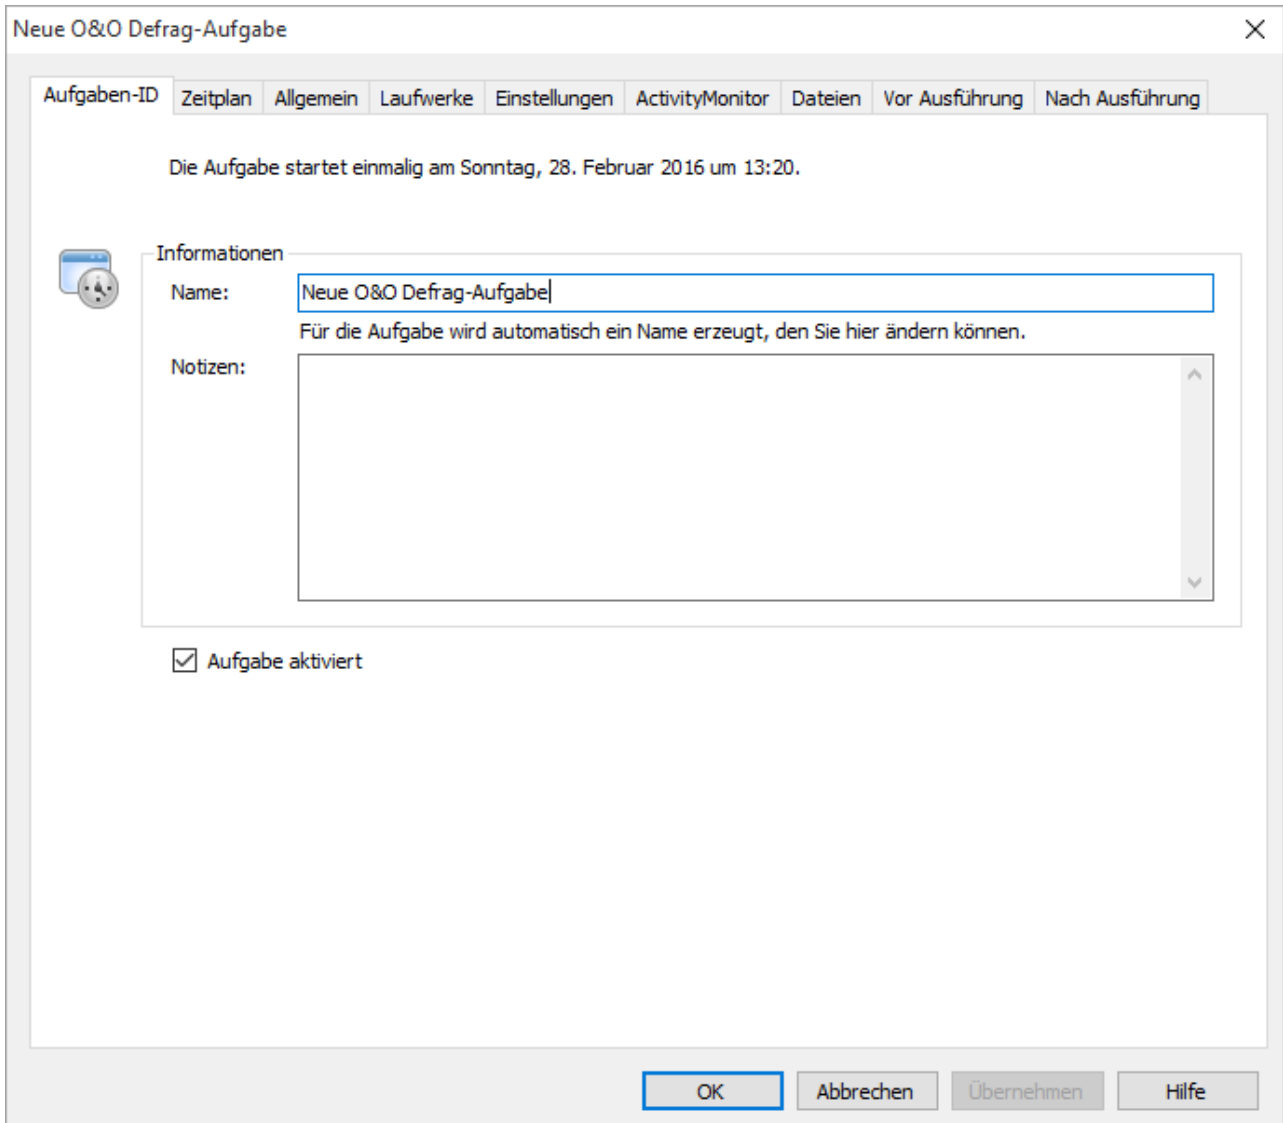 Neue O&O Defrag-Aufgabe
Aufgaben-ID Zeitplan Allgemein Laufwerke Einstellungen ActivityMonitor Dateien Vor Ausführung Nach Ausführung
Die Aufgabe startet einmalig am Sonntag, 28. Februar 2016 um 13:20.
Informationen
Name: Neue O&O Defrag-Aufgabe
Für die Aufgabe wird automatisch ein Name erzeugt, den Sie hier ändern können.
Notizen:
Aufgabe aktiviert
OK Abbrechen Übernehmen Hilfe